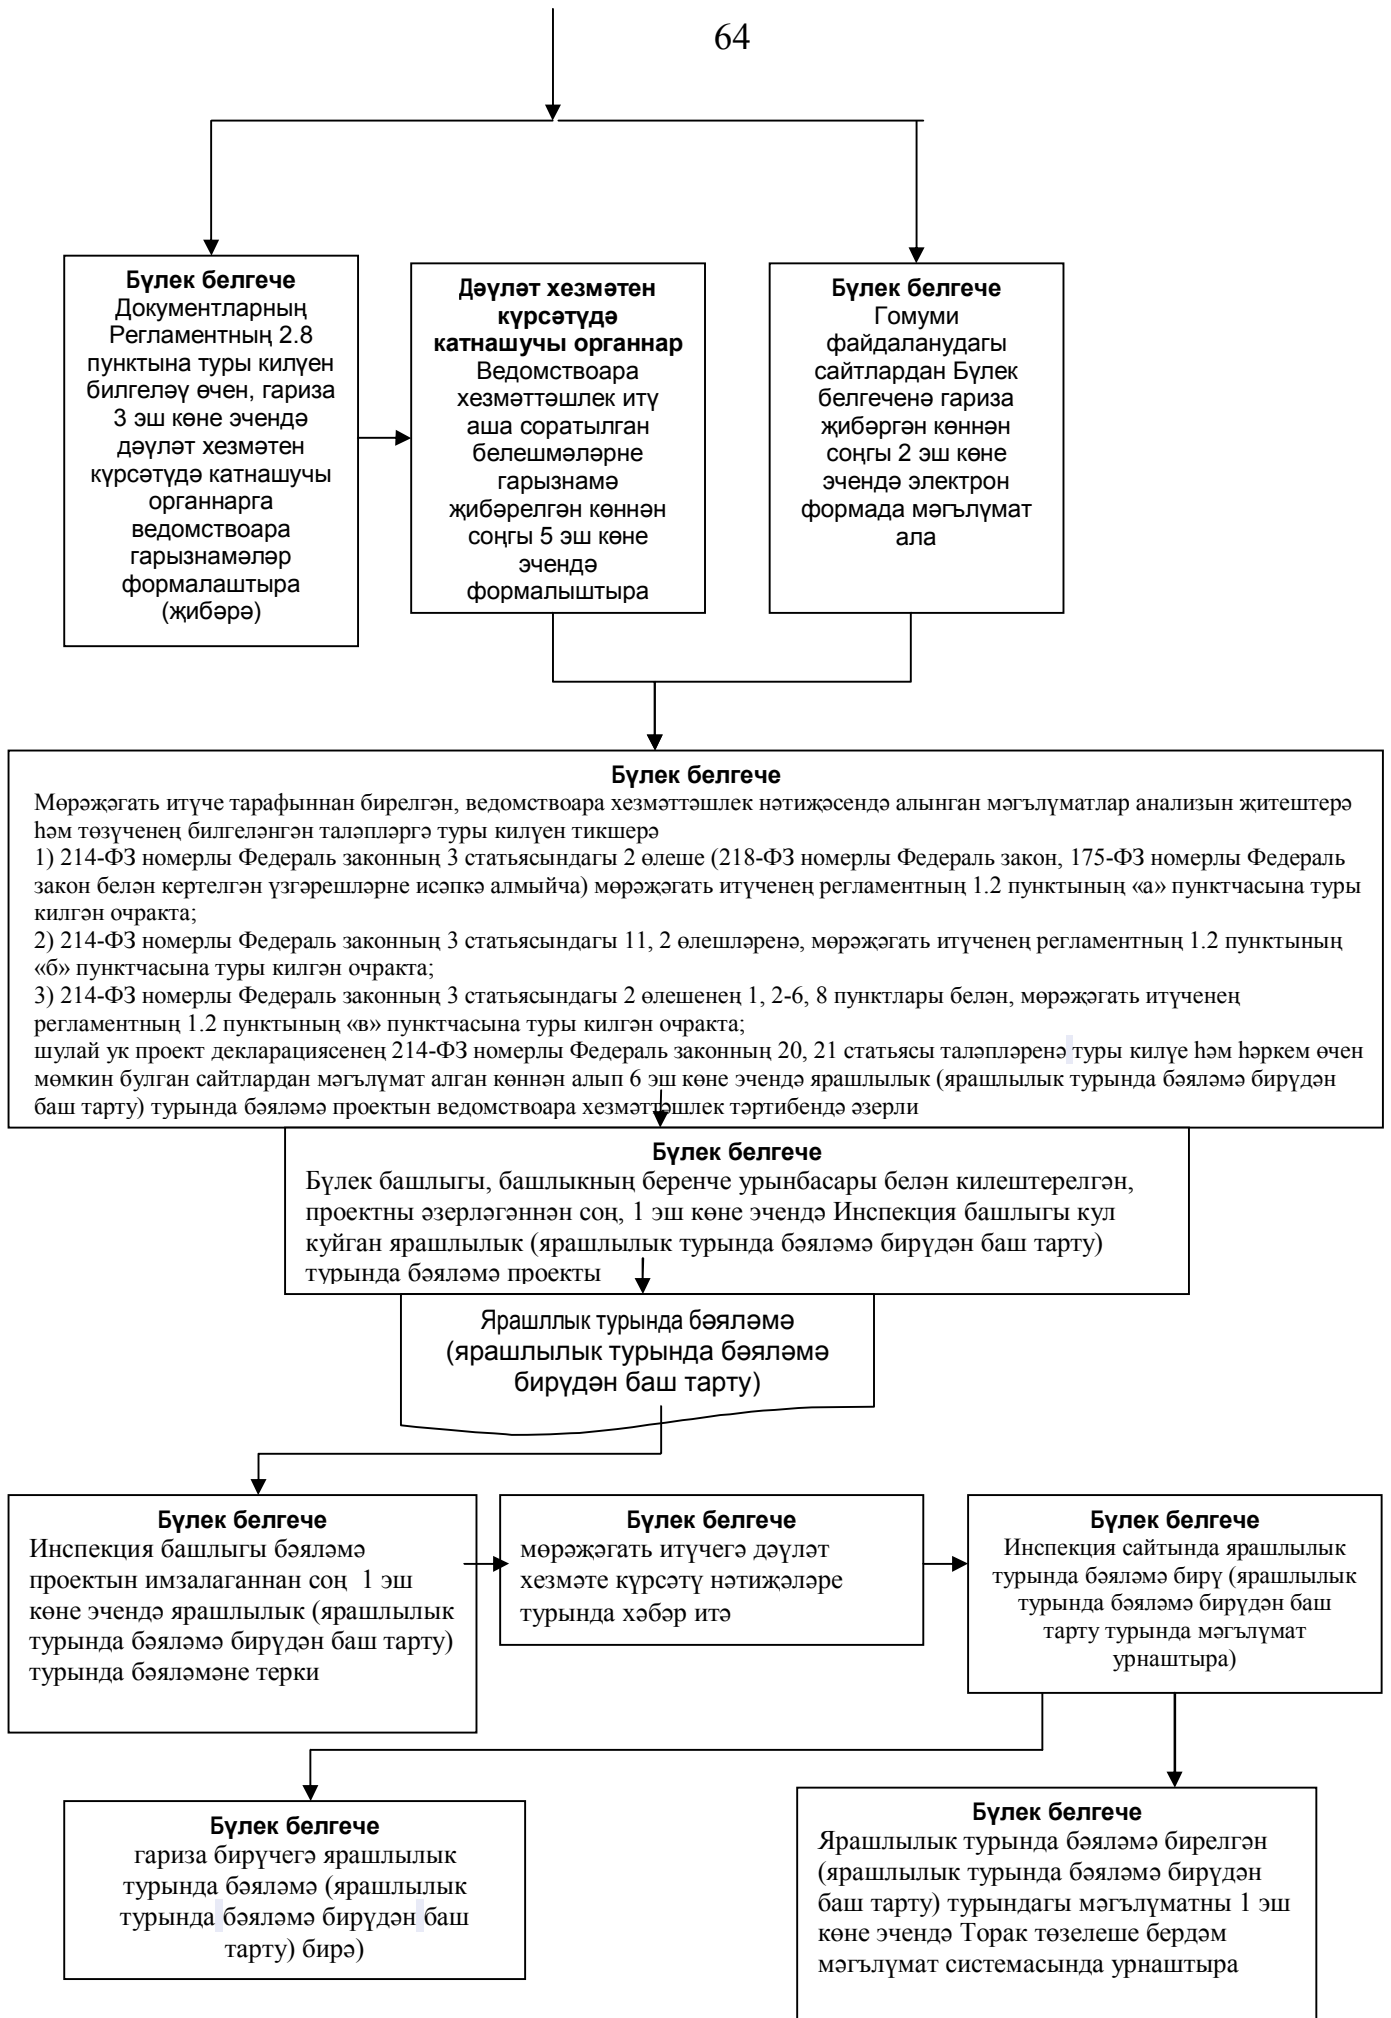 64
Бүлек белгече
Документларның
Регламентның 2.8
пунктына туры килүен
билгеләү өчен, гариза
3 эш көне эчендә
дәүләт хезмәтен
күрсәтүдә катнашучы
органнарга
ведомствоара
гарызнамәләр
формалаштыра
(җибәрә)
Дәүләт хезмәтен
күрсәтүдә
катнашучы органнар
Ведомствоара
хезмәттәшлек итү
аша соратылган
белешмәләрне
гарызнамә
җибәрелгән көннән
соңгы 5 эш көне
эчендә
формалыштыра
Бүлек белгече
Гомуми
файдаланудагы
сайтлардан Бүлек
белгеченә гариза
җибәргән көннән
соңгы 2 эш көне
эчендә электрон
формада мәгълүмат
ала
Бүлек белгече
Мөрәҗәгать итүче тарафыннан бирелгән, ведомствоара хезмәттәшлек нәтиҗәсендә алынган мәгълүматлар анализын җитештерә
һәм төзүченең билгеләнгән таләпләргә туры килүен тикшерә
1) 214-ФЗ номерлы Федераль законның 3 статьясындагы 2 өлеше (218-ФЗ номерлы Федераль закон, 175-ФЗ номерлы Федераль
закон белән кертелгән үзгәрешләрне исәпкә алмыйча) мөрәҗәгать итүченең регламентның 1.2 пунктының «а» пунктчасына туры
килгән очракта;
2) 214-ФЗ номерлы Федераль законның 3 статьясындагы 11, 2 өлешләренә, мөрәҗәгать итүченең регламентның 1.2 пунктының
«б» пунктчасына туры килгән очракта;
3) 214-ФЗ номерлы Федераль законның 3 статьясындагы 2 өлешенең 1, 2-6, 8 пунктлары белән, мөрәҗәгать итүченең
регламентның 1.2 пунктының «в» пунктчасына туры килгән очракта;
шулай ук проект декларациясенең 214-ФЗ номерлы Федераль законның 20, 21 статьясы таләпләренә туры килүе һәм һәркем өчен
мөмкин булган сайтлардан мәгълүмат алган көннән алып 6 эш көне эчендә ярашлылык (ярашлылык турында бәяләмә бирүдән
баш тарту) турында бәяләмә проектын ведомствоара хезмәттәшлек тәртибендә әзерли
Бүлек белгече
Бүлек башлыгы, башлыкның беренче урынбасары белән килештерелгән,
проектны әзерләгәннән соң, 1 эш көне эчендә Инспекция башлыгы кул
куйган ярашлылык (ярашлылык турында бәяләмә бирүдән баш тарту)
турында бәяләмә проекты
Ярашллык турында бәяләмә
(ярашлылык турында бәяләмә
бирүдән баш тарту)
Бүлек белгече
Инспекция башлыгы бәяләмә
проектын имзалаганнан соң 1 эш
көне эчендә ярашлылык (ярашлылык
турында бәяләмә бирүдән баш тарту)
турында бәяләмәне терки
Бүлек белгече
мөрәҗәгать итүчегә дәүләт
хезмәте күрсәтү нәтиҗәләре
турында хәбәр итә
Бүлек белгече
Инспекция сайтында ярашлылык
турында бәяләмә бирү (ярашлылык
турында бәяләмә бирүдән баш
тарту турында мәгълүмат
урнаштыра)
Бүлек белгече
гариза бирүчегә ярашлылык
турында бәяләмә (ярашлылык
турында бәяләмә бирүдән баш
тарту) бирә)
Бүлек белгече
Ярашлылык турында бәяләмә бирелгән
(ярашлылык турында бәяләмә бирүдән
баш тарту) турындагы мәгълүматны 1 эш
көне эчендә Торак төзелеше бердәм
мәгълүмат системасында урнаштыра